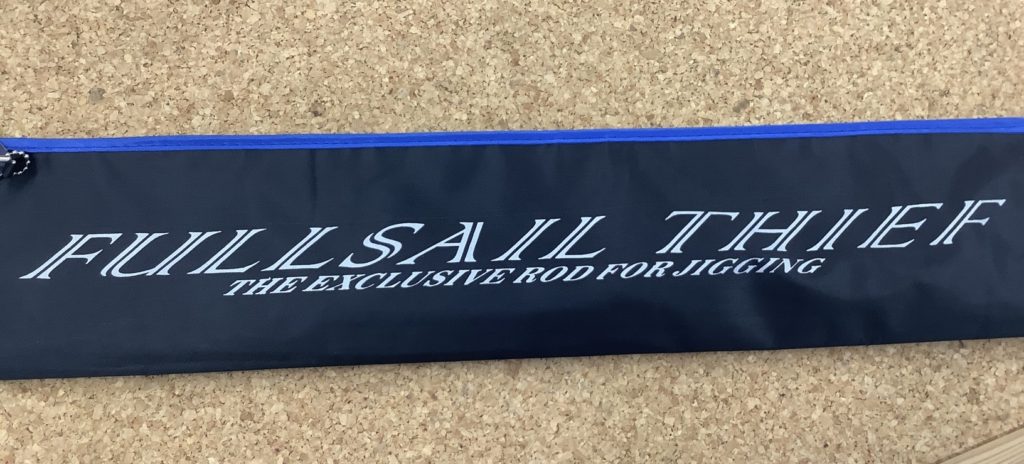 FULLSAIL THIEF
THE EXCLUSIVE ROD FOR JIGGING